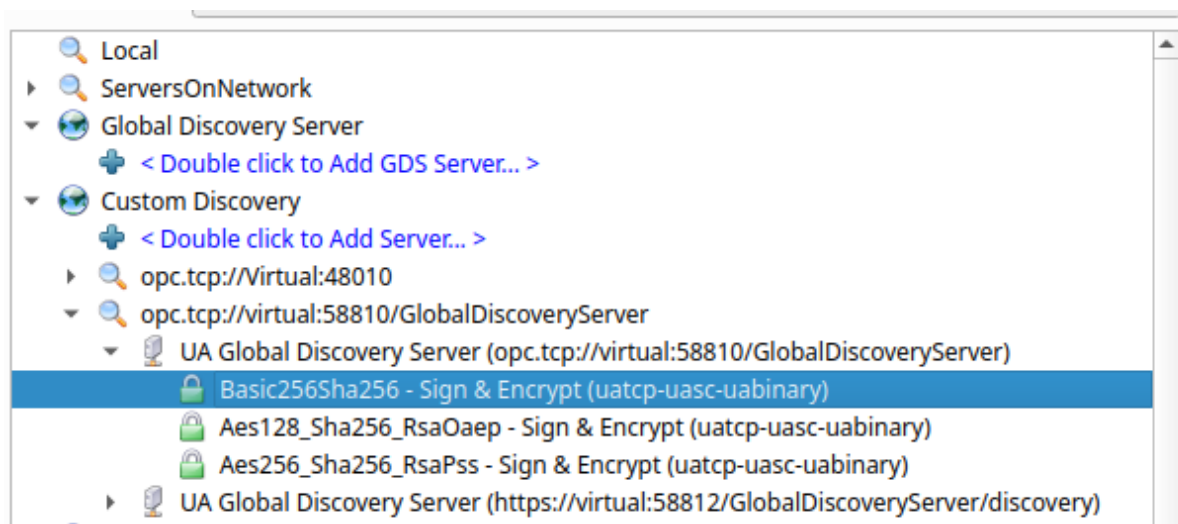 Local
ServersOnNetwork
Global Discovery Server
< Double click to Add GDS Server... >
Custom Discovery
< Double click to Add Server... >
opc.tcp://Virtual:48010
opc.tcp://virtual:58810/GlobalDiscoveryServer
UA Global Discovery Server (opc.tcp://virtual:58810/GlobalDiscoveryServer)
Basic256Sha256 - Sign & Encrypt (uatcp-uasc-uabinary)
Aes128_Sha256_RsaOaep - Sign & Encrypt (uatcp-uasc-uabinary)
Aes256_Sha256_RsaPss - Sign & Encrypt (uatcp-uasc-uabinary)
UA Global Discovery Server (https://virtual:58812/GlobalDiscoveryServer/discovery)